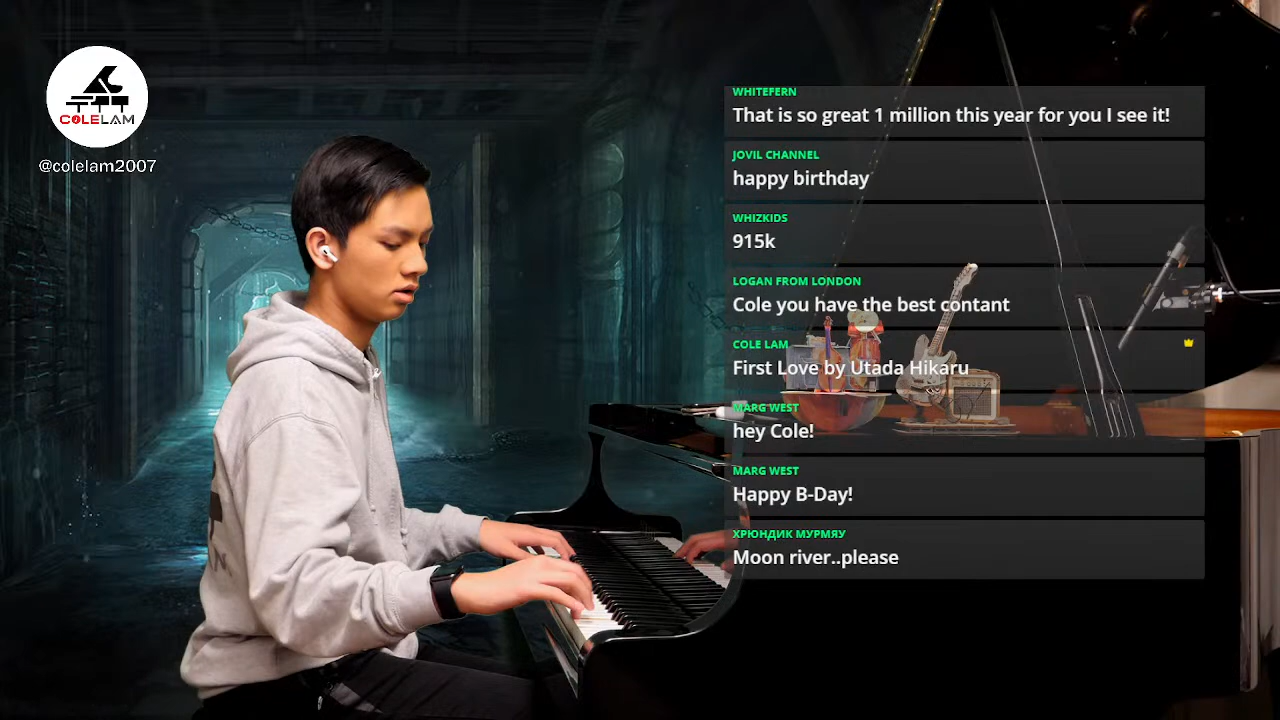 COLELAM
@colelam2007
WHITEFERN
That is so great 1 million this year for you I see it!
JOVIL CHANNEL
happy birthday
WHIZKIDS
915k
LOGAN FROM LONDON
Cole you have the best contant
COLE LAM
First Love by Utada Hikaru
MARG WEST
hey Cole!
MARG WEST
Happy B-Day!
ХРЮНДИК МУРМЯУ
Moon river..please